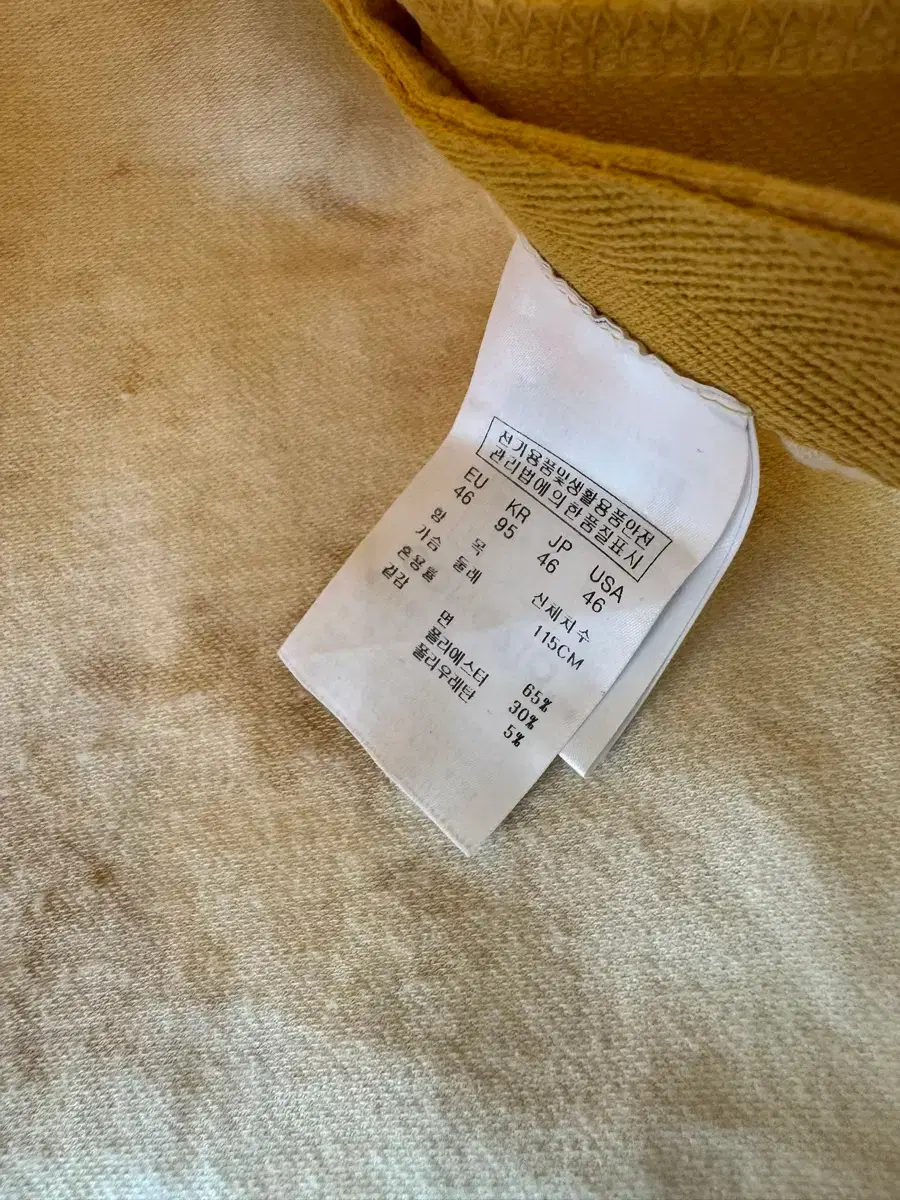 전기용품및생활용품안전
관리법에의한품질표시
EU KR JP USA
46 95 46 46
항 목 신체치수
가슴 둘레 115CM
혼용률
겉감 면 65%
폴리에스터 30%
폴리우레탄 5%